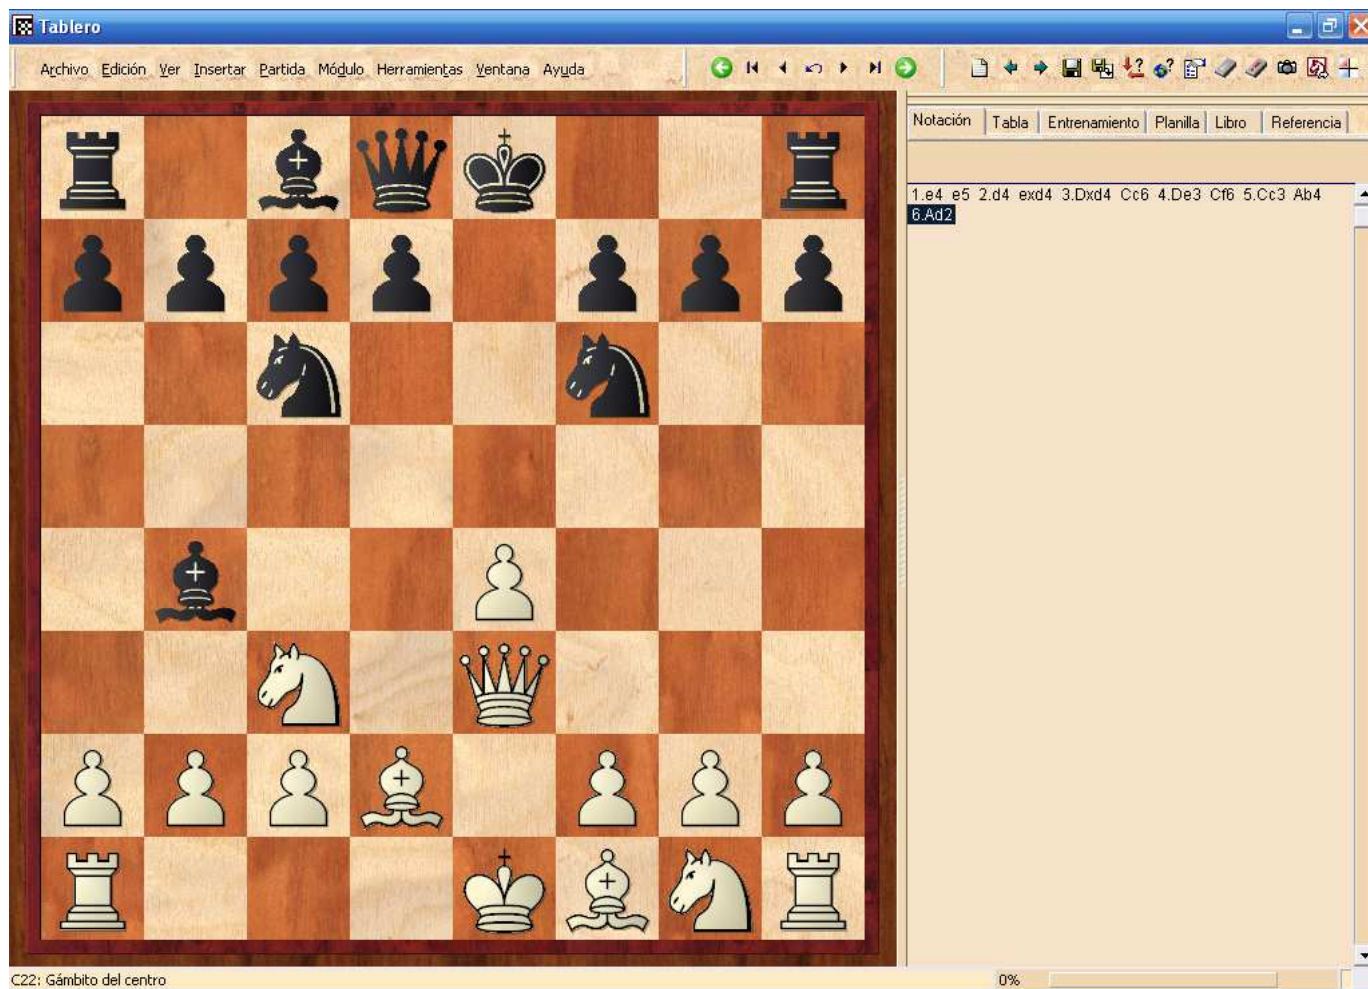 Tablero
Archivo Edición Ver Insertar Partida Módulo Herramientas Ventana Ayuda
Notación Tabla Entrenamiento Planilla Libro Referencia
1.e4 e5 2.d4 exd4 3.Dxd4 Cc6 4.De3 Cf6 5.Cc3 Ab4
6.Ad2
C22: Gámbito del centro 0%